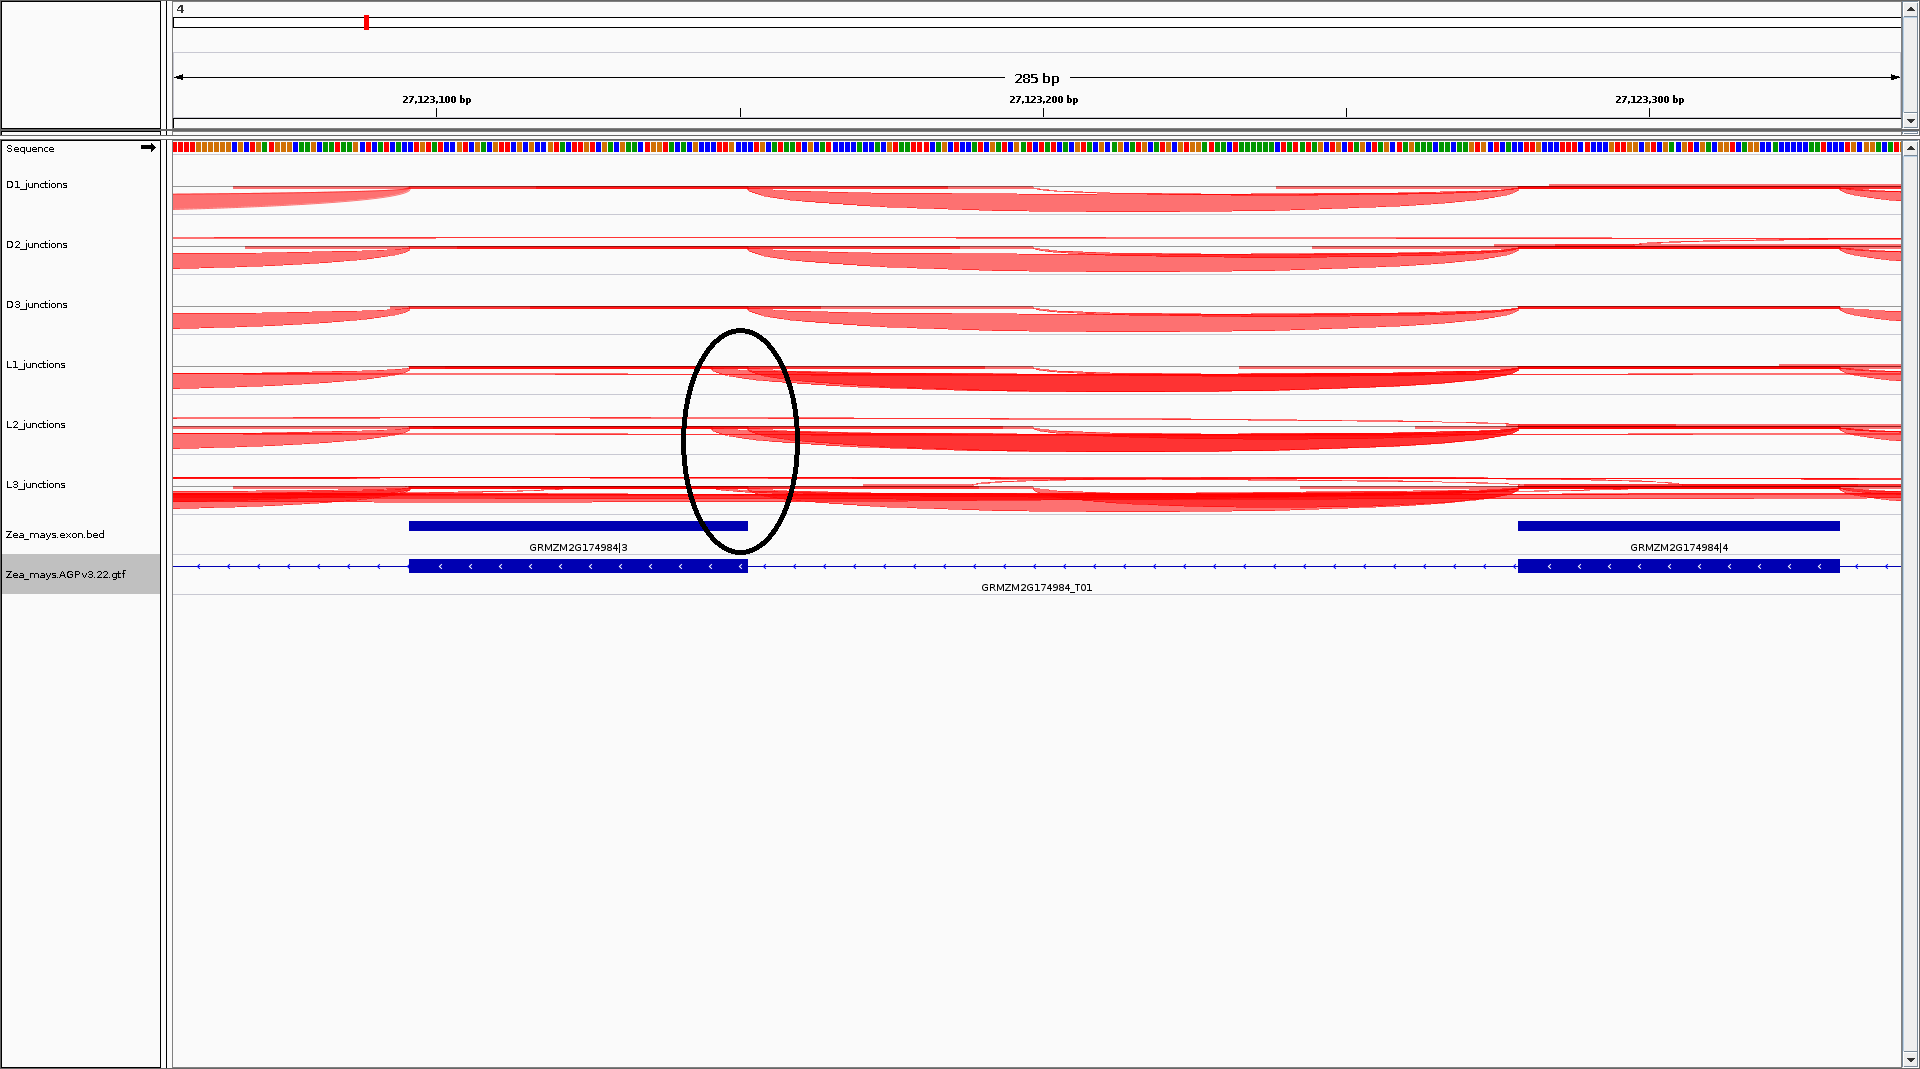 4
285 bp
27,123,100 bp 27,123,200 bp 27,123,300 bp
Sequence
D1_junctions
D2_junctions
D3_junctions
L1_junctions
L2_junctions
L3_junctions
Zea_mays.exon.bed
GRMZM2G174984|3 GRMZM2G174984|4
Zea_mays.AGPv3.22.gtf
GRMZM2G174984_T01